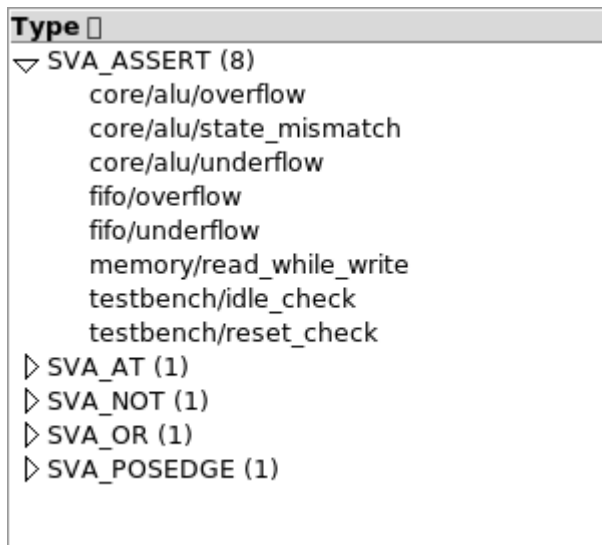 Type
SVA_ASSERT (8)
core/alu/overflow
core/alu/state_mismatch
core/alu/underflow
fifo/overflow
fifo/underflow
memory/read_while_write
testbench/idle_check
testbench/reset_check
SVA_AT (1)
SVA_NOT (1)
SVA_OR (1)
SVA_POSEDGE (1)